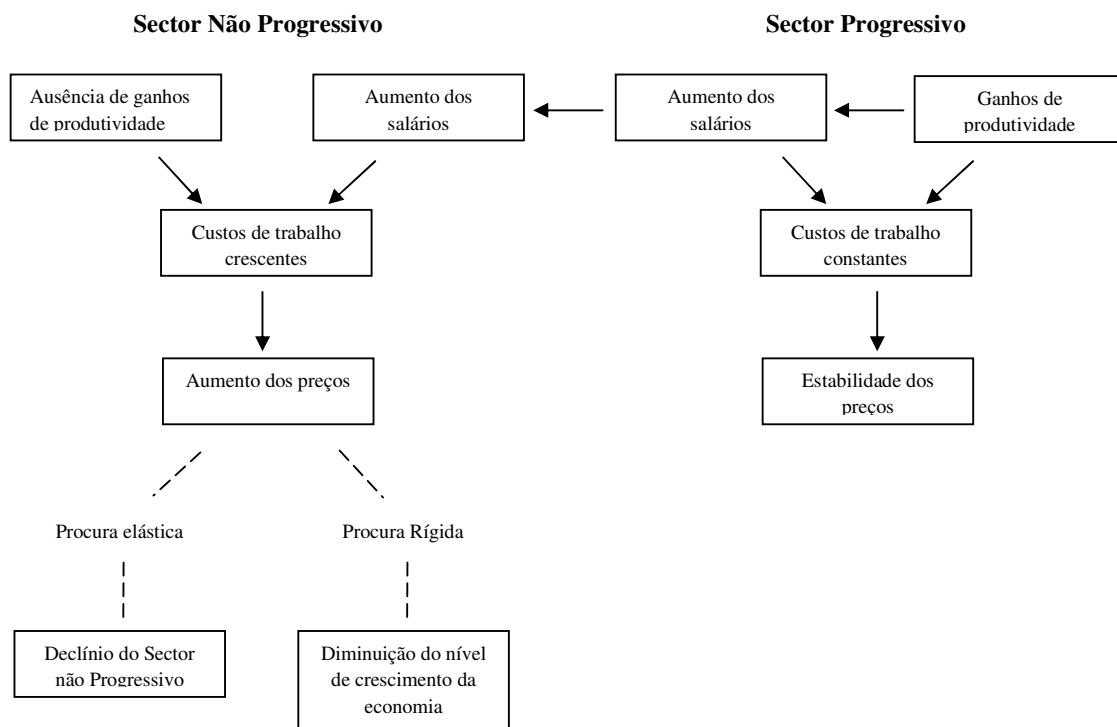 Sector Não Progressivo
Sector Progressivo
Ausência de ganhos
de produtividade
Aumento dos
salários
Aumento dos
salários
Ganhos de
produtividade
Custos de trabalho
crescentes
Custos de trabalho
constantes
Aumento dos preços
Estabilidade dos
preços
Procura elástica
Procura Rígida
Declínio do Sector
não Progressivo
Diminuição do nível
de crescimento da
economia